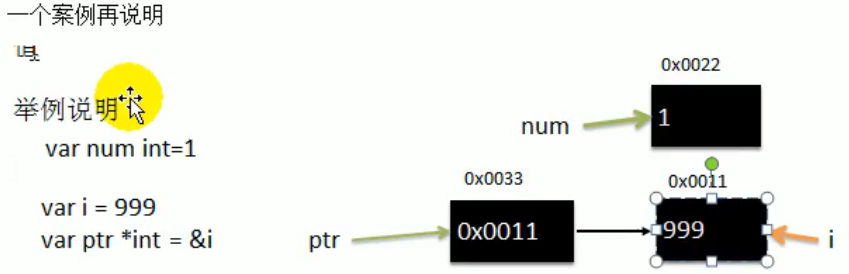 一个案例再说明
举例说明
var num int=1
var i = 999
var ptr *int = &i
0x0022
num
1
0x0033
0x0011
ptr
0x0011
999
i